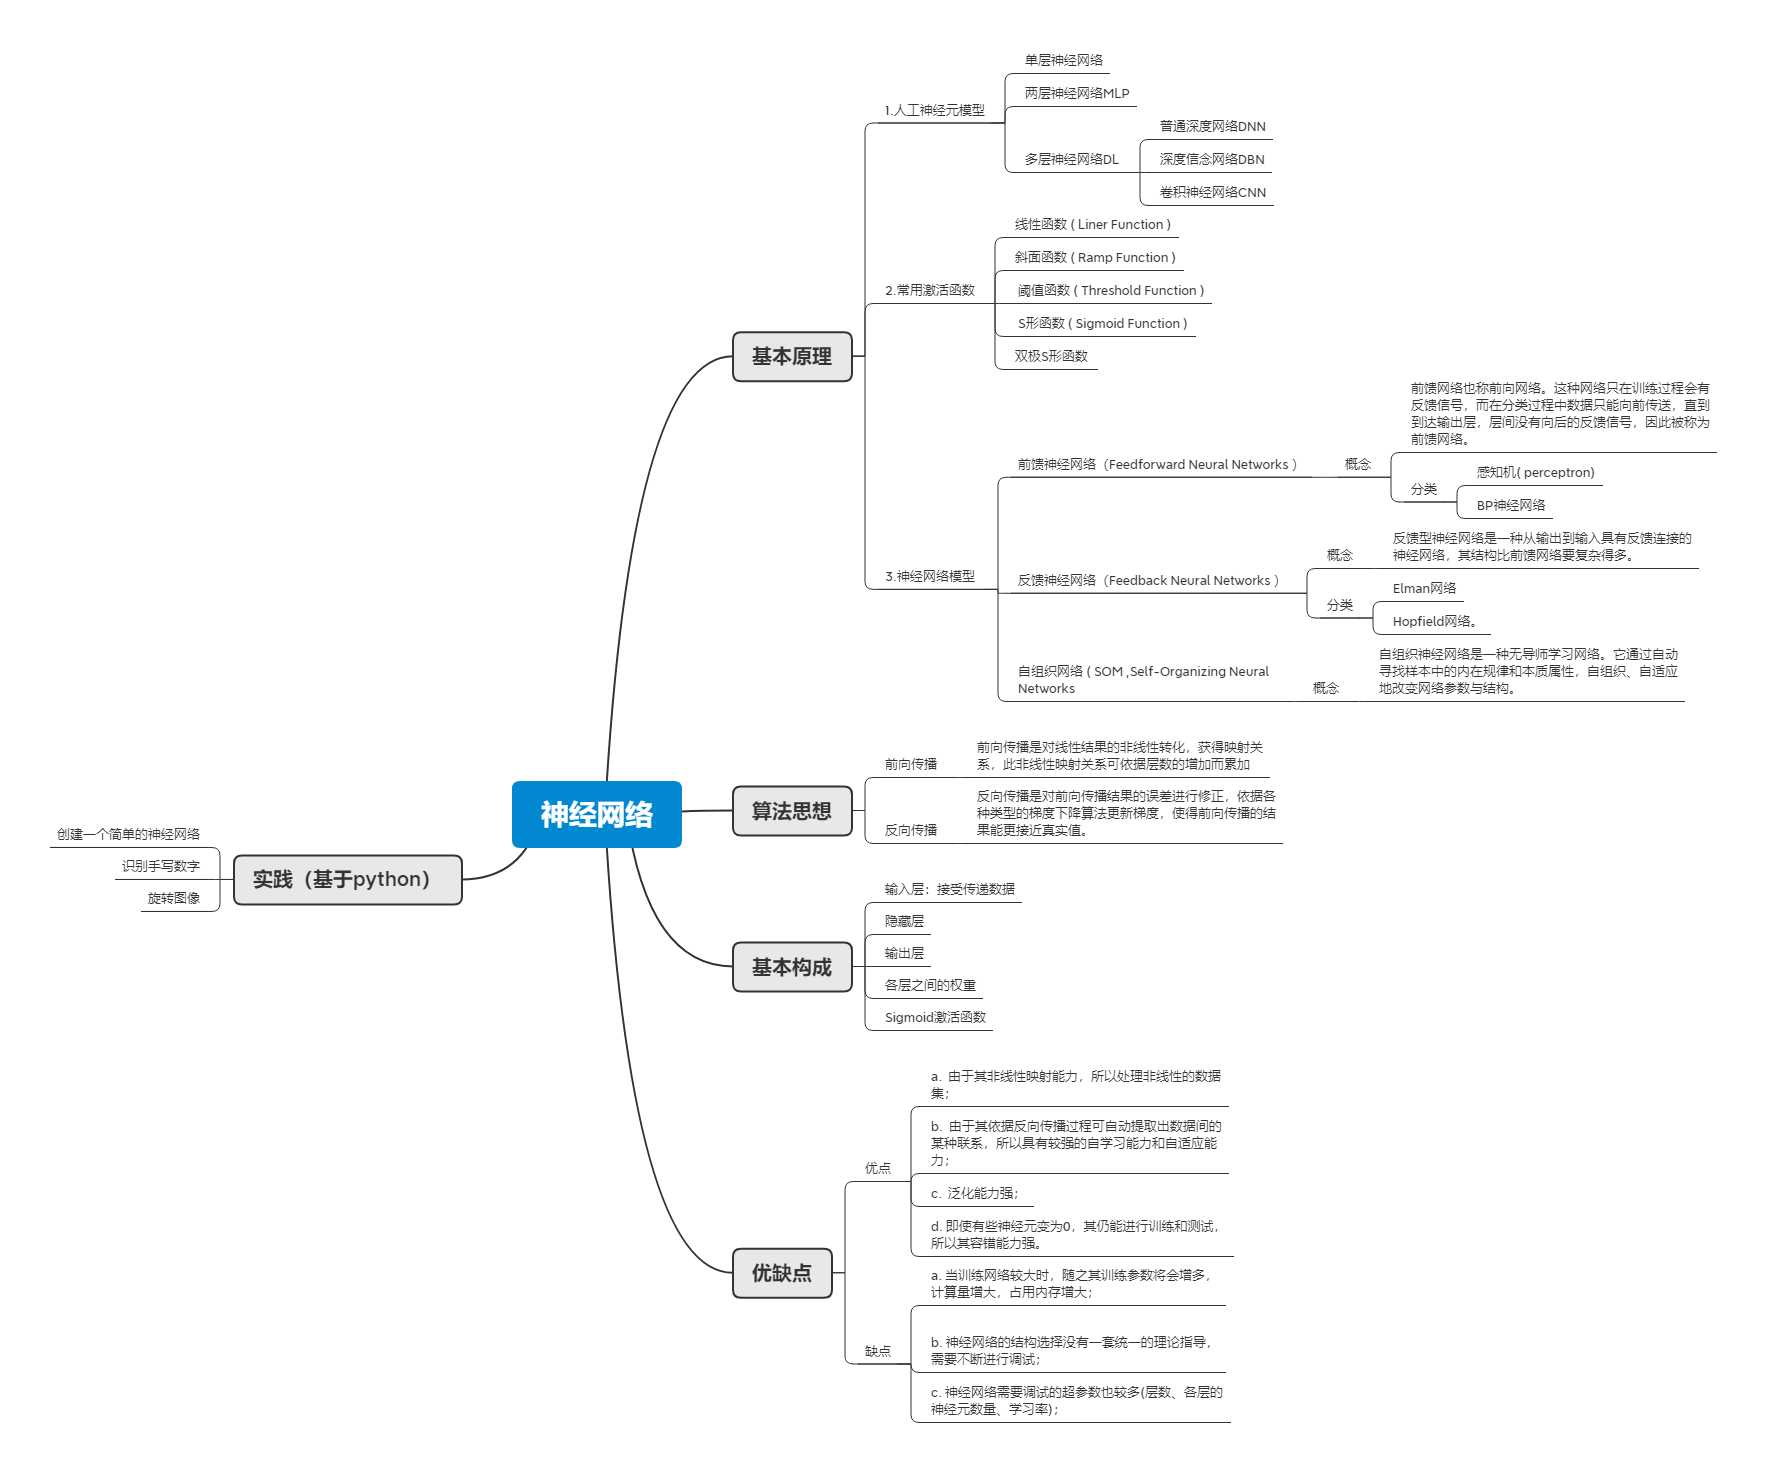 神经网络
基本原理
1.人工神经元模型
单层神经网络
两层神经网络MLP
多层神经网络DL
普通深度网络DNN
深度信念网络DBN
卷积神经网络CNN
2.常用激活函数
线性函数 ( Liner Function )
斜面函数 ( Ramp Function )
阈值函数 ( Threshold Function )
S形函数 ( Sigmoid Function )
双极S形函数
3.神经网络模型
前馈神经网络（Feedforward Neural Networks ）
概念
前馈网络也称前向网络。这种网络只在训练过程会有
反馈信号，而在分类过程中数据只能向前传送，直到
到达输出层，层间没有向后的反馈信号，因此被称为
前馈网络。
分类
感知机( perceptron)
BP神经网络
反馈神经网络（Feedback Neural Networks ）
概念
反馈型神经网络是一种从输出到输入具有反馈连接的
神经网络，其结构比前馈网络要复杂得多。
分类
Elman网络
Hopfield网络。
自组织网络 ( SOM ,Self-Organizing Neural
Networks
概念
自组织神经网络是一种无导师学习网络。它通过自动
寻找样本中的内在规律和本质属性，自组织、自适应
地改变网络参数与结构。
算法思想
前向传播
前向传播是对线性结果的非线性转化，获得映射关
系，此非线性映射关系可依据层数的增加而累加
反向传播
反向传播是对前向传播结果的误差进行修正，依据各
种类型的梯度下降算法更新梯度，使得前向传播的结
果能更接近真实值。
基本构成
输入层：接受传递数据
隐藏层
输出层
各层之间的权重
Sigmoid激活函数
优缺点
优点
a. 由于其非线性映射能力，所以处理非线性的数据
集；
b. 由于其依据反向传播过程可自动提取出数据间的
某种联系，所以具有较强的自学习能力和自适应能
力；
c. 泛化能力强；
d. 即使有些神经元变为0，其仍能进行训练和测试，
所以其容错能力强。
缺点
a. 当训练网络较大时，随之其训练参数将会增多，
计算量增大，占用内存增大；
b. 神经网络的结构选择没有一套统一的理论指导，
需要不断进行调试；
c. 神经网络需要调试的超参数也较多(层数、各层的
神经元数量、学习率)；
实践（基于python）
创建一个简单的神经网络
识别手写数字
旋转图像